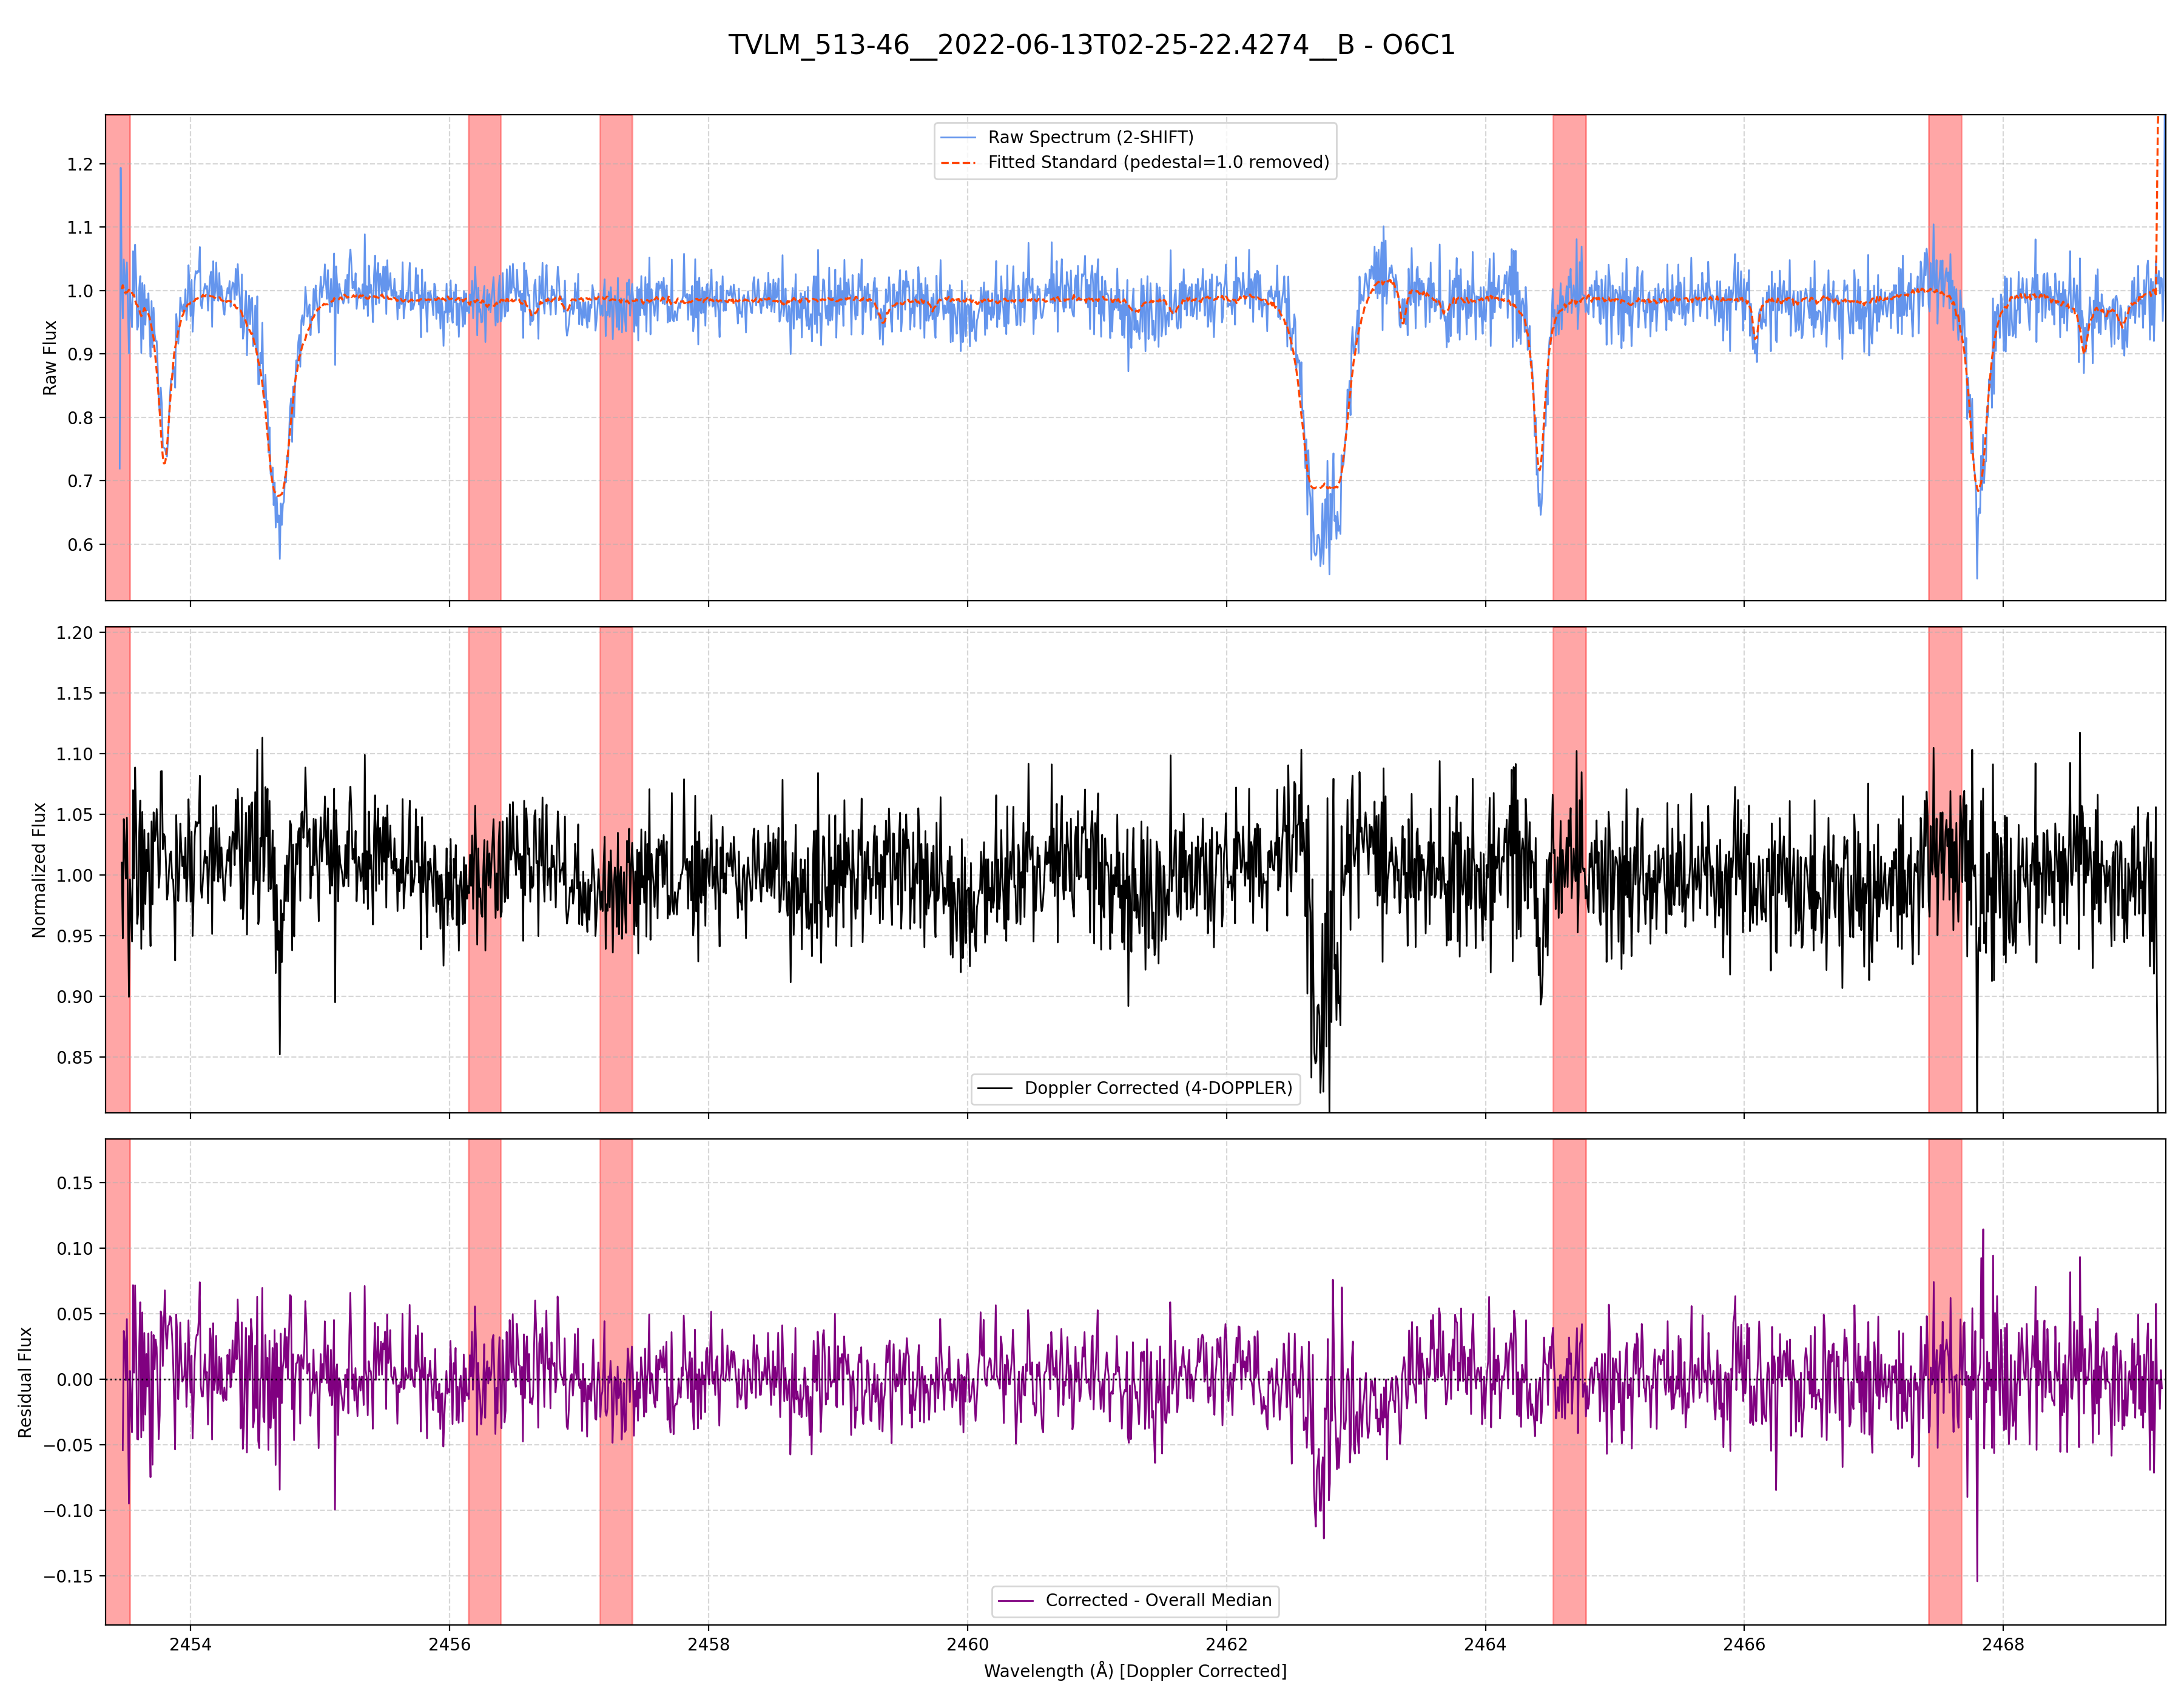 TVLM_513-46__2022-06-13T02-25-22.4274__B - O6C1
Raw Flux
1.2
1.1
1.0
0.9
0.8
0.7
0.6
Raw Spectrum (2-SHIFT)
Fitted Standard (pedestal=1.0 removed)
Normalized Flux
1.20
1.15
1.10
1.05
1.00
0.95
0.90
0.85
Doppler Corrected (4-DOPPLER)
Residual Flux
0.15
0.10
0.05
0.00
−0.05
−0.10
−0.15
Corrected - Overall Median
2454 2456 2458 2460 2462 2464 2466 2468
Wavelength (Å) [Doppler Corrected]